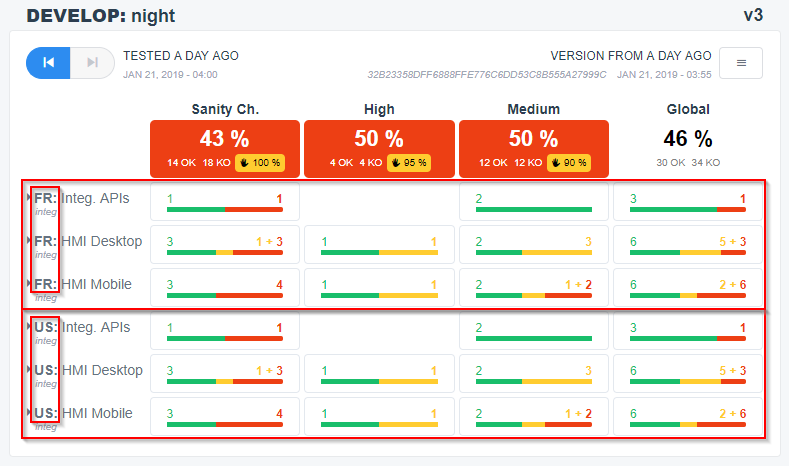 DEVELOP: night v3
TESTED A DAY AGO VERSION FROM A DAY AGO
JAN 21, 2019 - 04:00 32B23358DFF6888FFE776C6DD53C8B555A27999C JAN 21, 2019 - 03:55
Sanity Ch. High Medium Global
43 % 50 % 50 % 46 %
14 OK 18 KO 100 % 4 OK 4 KO 95 % 12 OK 12 KO 90 % 30 OK 34 KO
FR: Integ. APIs 1 1 2 3 1
integ
FR: HMI Desktop 3 1 + 3 1 1 2 3 6 5 + 3
integ
FR: HMI Mobile 3 4 1 1 2 1 + 2 6 2 + 6
integ
US: Integ. APIs 1 1 2 3 1
integ
US: HMI Desktop 3 1 + 3 1 1 2 3 6 5 + 3
integ
US: HMI Mobile 3 4 1 1 2 1 + 2 6 2 + 6
integ